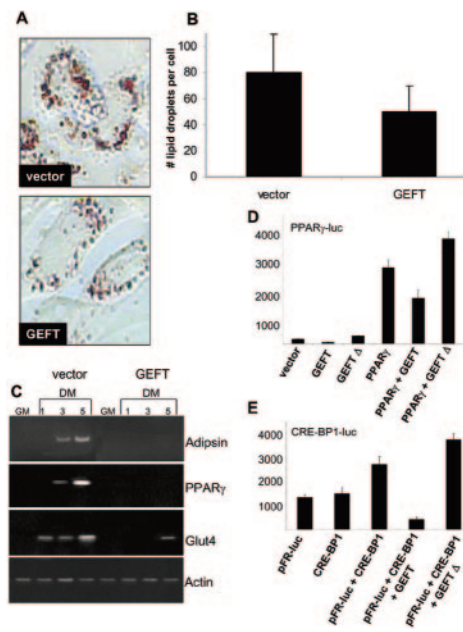 A
vector
GEFT
B
# lipid droplets per cell
100
80
60
40
20
0
vector
GEFT
C
vector
GEFT
DM
DM
GM 1 3 5 GM 1 3 5
Adipsin
PPARγ
Glut4
Actin
D
PPARγ-luc
4000
3000
2000
1000
vector
GEFT
GEFT Δ
PPARγ
PPARγ + GEFT
PPARγ + GEFT Δ
E
CRE-BP1-luc
4000
3000
2000
1000
pFR-luc
CRE-BP1
pFR-luc + CRE-BP1
pFR-luc + CRE-BP1
+ GEFT
pFR-luc + CRE-BP1
+ GEFT Δ